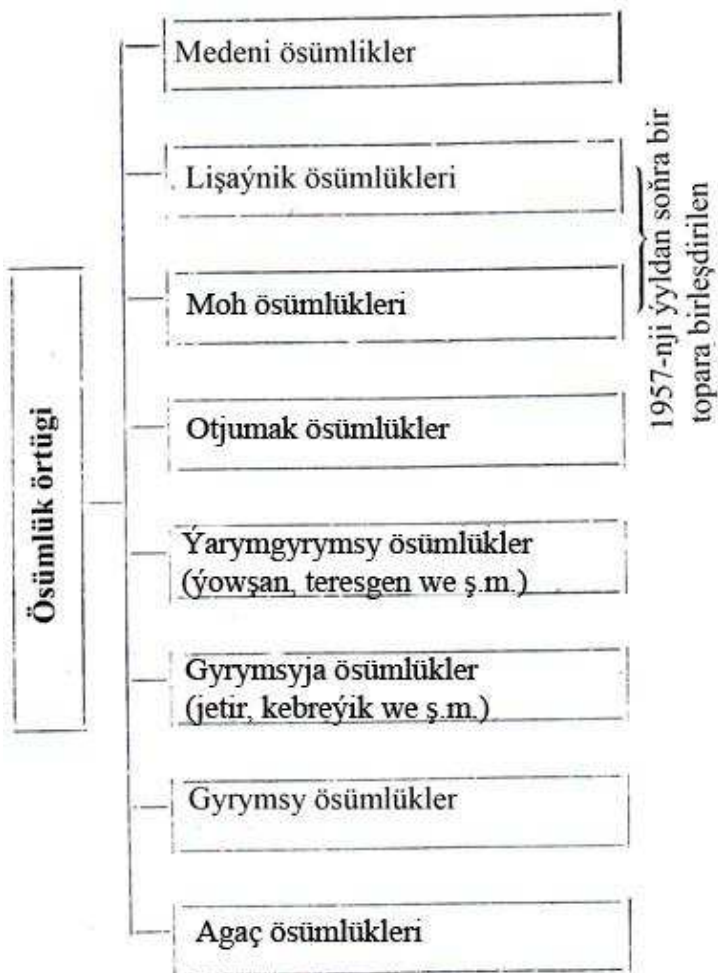 Ösümlük örtügi
Medeni ösümlikler
Lişaýnik ösümlükleri
Moh ösümlükleri
1957-nji ýyldan soňra bir
topara birleşdirilen
Otjumak ösümlükler
Ýarymgyrymsy ösümlükler
(ýowşan, teresgen we ş.m.)
Gyrymsyja ösümlükler
(jetir, kebreýik we ş.m.)
Gyrymsy ösümlükler
Agaç ösümlükleri